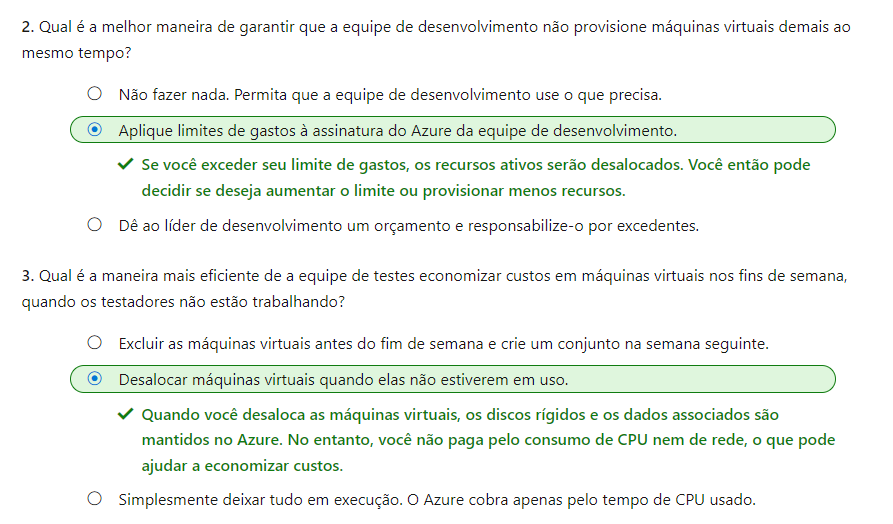 2. Qual é a melhor maneira de garantir que a equipe de desenvolvimento não provisione máquinas virtuais demais ao
mesmo tempo?
Não fazer nada. Permita que a equipe de desenvolvimento use o que precisa.
Aplique limites de gastos à assinatura do Azure da equipe de desenvolvimento.
Se você exceder seu limite de gastos, os recursos ativos serão desalocados. Você então pode
decidir se deseja aumentar o limite ou provisionar menos recursos.
Dê ao líder de desenvolvimento um orçamento e responsabilize-o por excedentes.
3. Qual é a maneira mais eficiente de a equipe de testes economizar custos em máquinas virtuais nos fins de semana,
quando os testadores não estão trabalhando?
Excluir as máquinas virtuais antes do fim de semana e crie um conjunto na semana seguinte.
Desalocar máquinas virtuais quando elas não estiverem em uso.
Quando você desaloca as máquinas virtuais, os discos rígidos e os dados associados são
mantidos no Azure. No entanto, você não paga pelo consumo de CPU nem de rede, o que pode
ajudar a economizar custos.
Simplesmente deixar tudo em execução. O Azure cobra apenas pelo tempo de CPU usado.